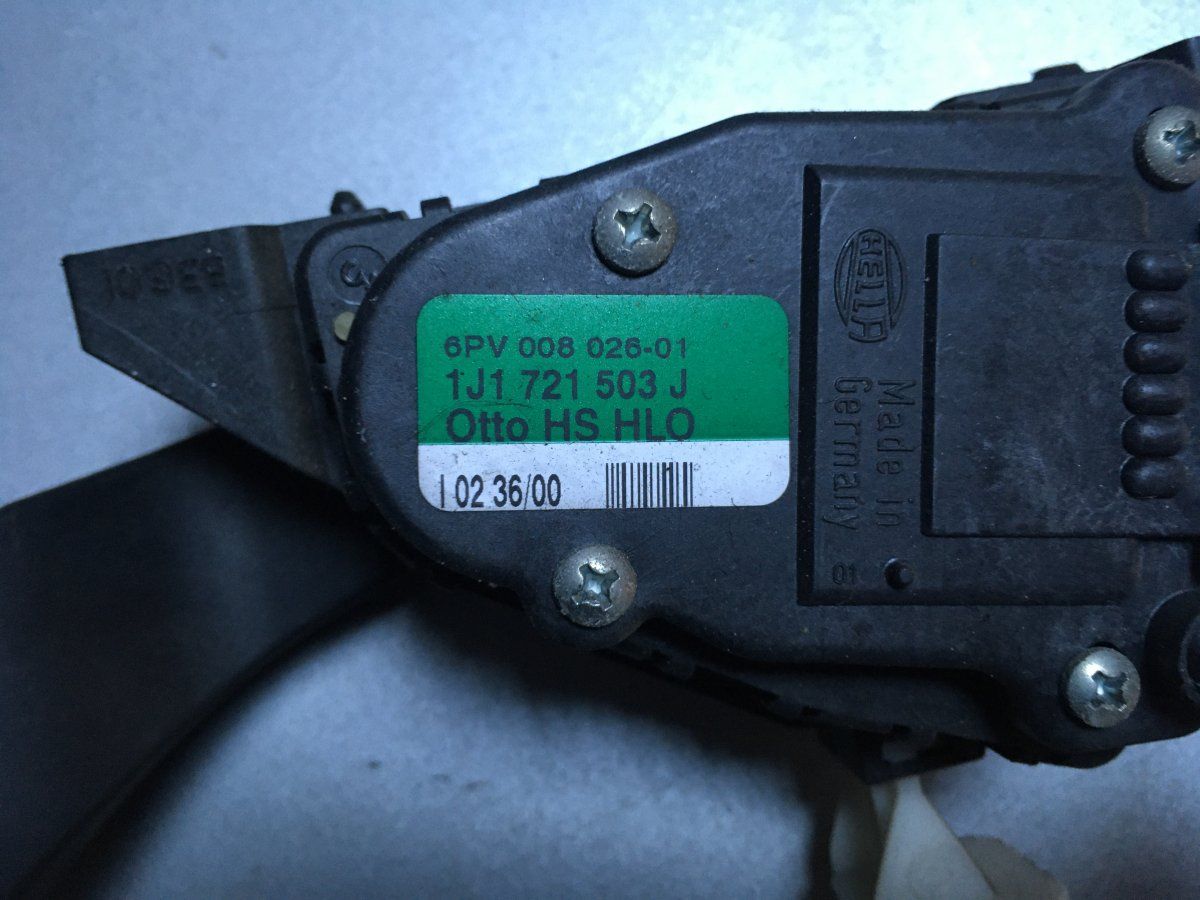 6PV 008 026-01
1J1 721 503 J
Otto HS HLO
I 02 36/00
HELLA
Made in
Germany
01